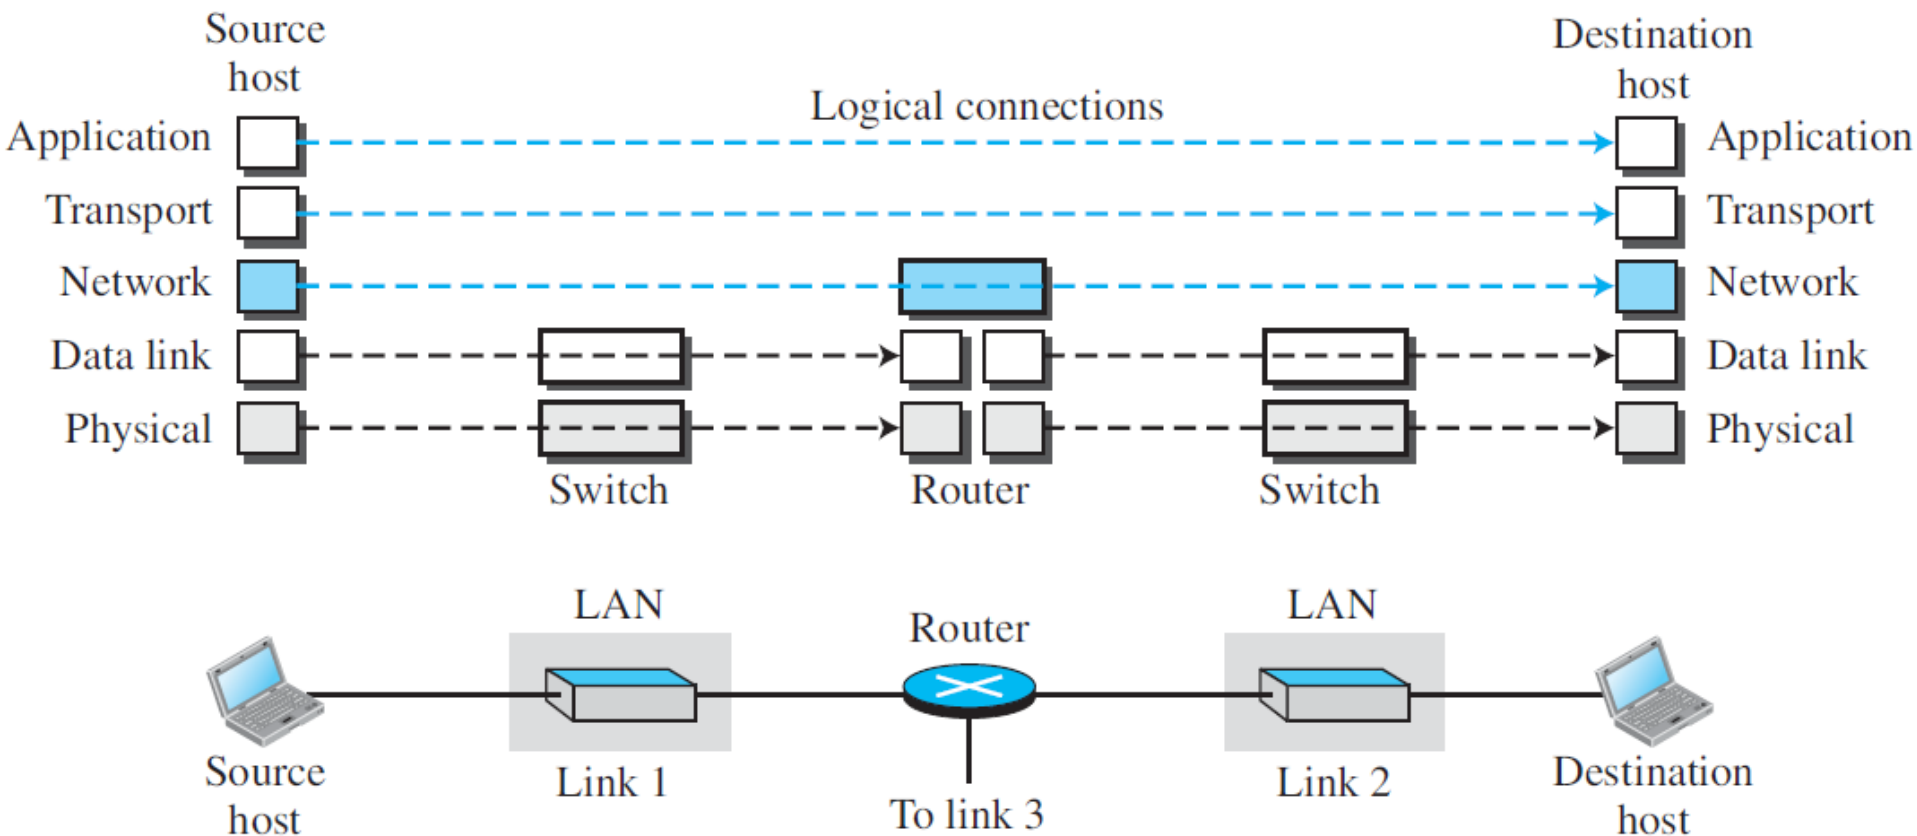 Source
host
Destination
host
Logical connections
Application
Application
Transport
Transport
Network
Network
Data link
Data link
Physical
Physical
Switch
Router
Switch
LAN
Router
LAN
Source
host
Link 1
To link 3
Link 2
Destination
host